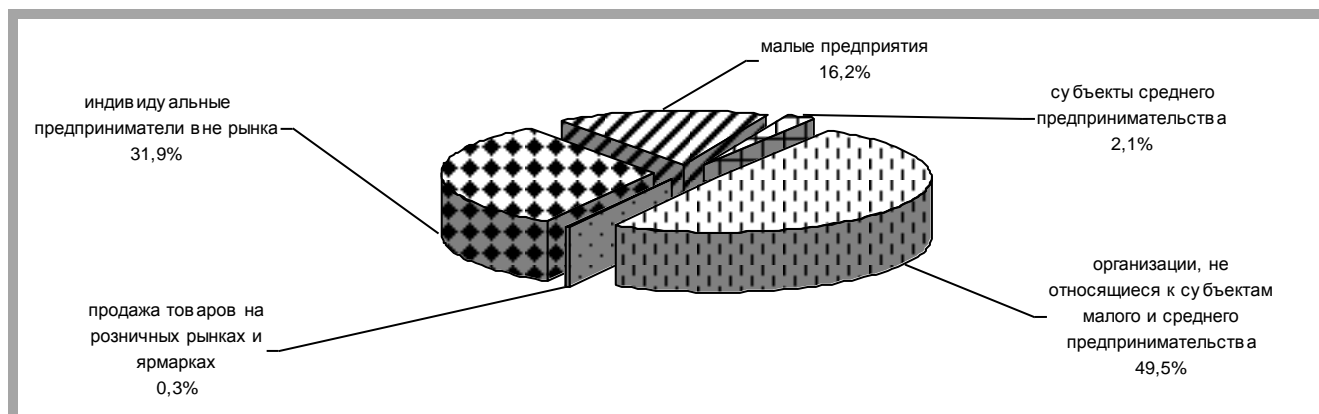 малые предприятия
16,2%
субъекты среднего
предпринимательства
2,1%
индивидуальные
предприниматели вне рынка
31,9%
организации, не
относящиеся к субъектам
малого и среднего
предпринимательства
49,5%
продажа товаров на
розничных рынках и
ярмарках
0,3%